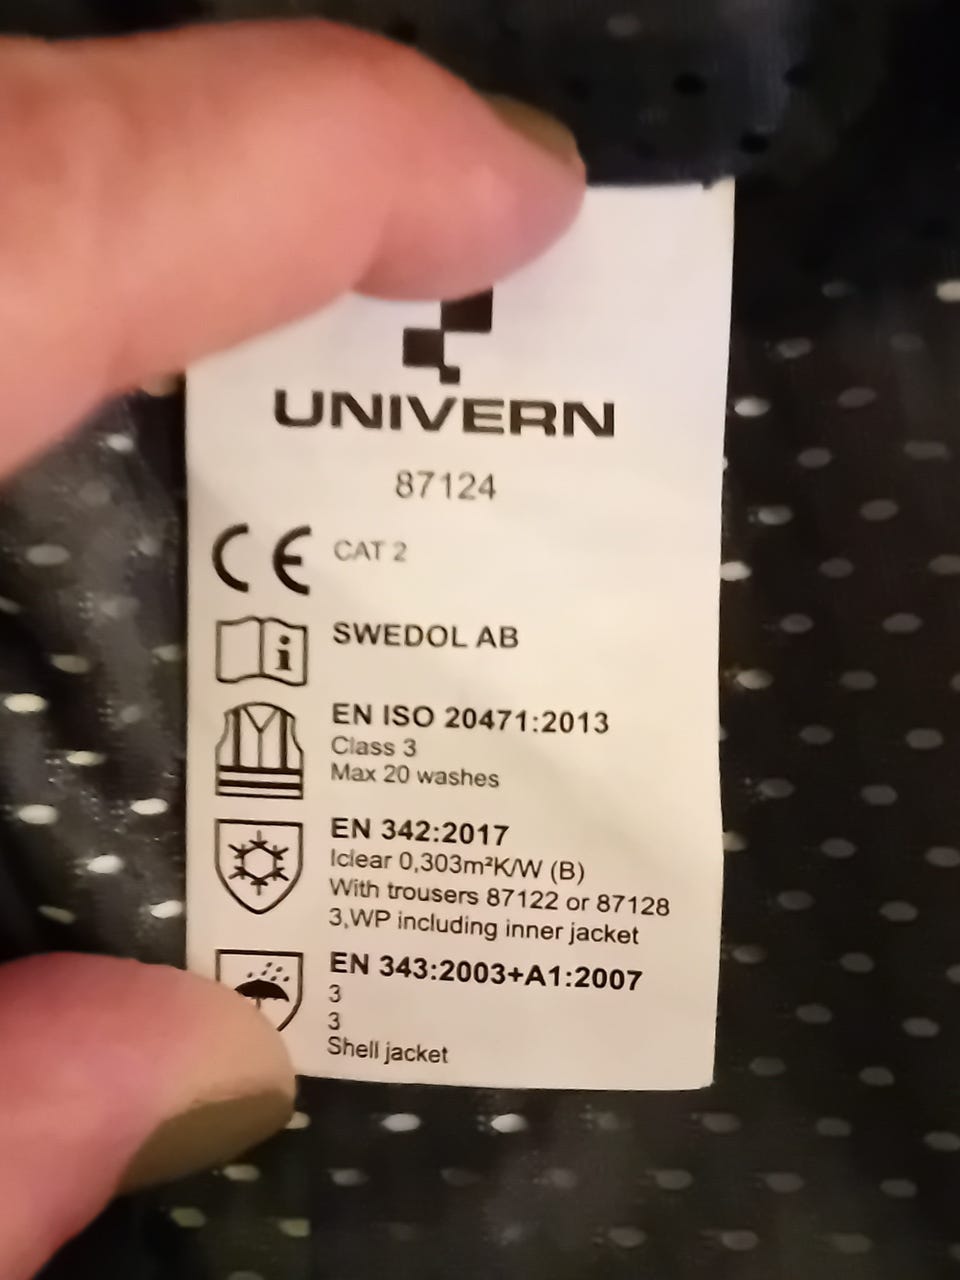 UNIVERN
87124
CE CAT 2
i SWEDOL AB
EN ISO 20471:2013
Class 3
Max 20 washes
EN 342:2017
Iclear 0,303m²K/W (B)
With trousers 87122 or 87128
3,WP including inner jacket
EN 343:2003+A1:2007
3
3
Shell jacket